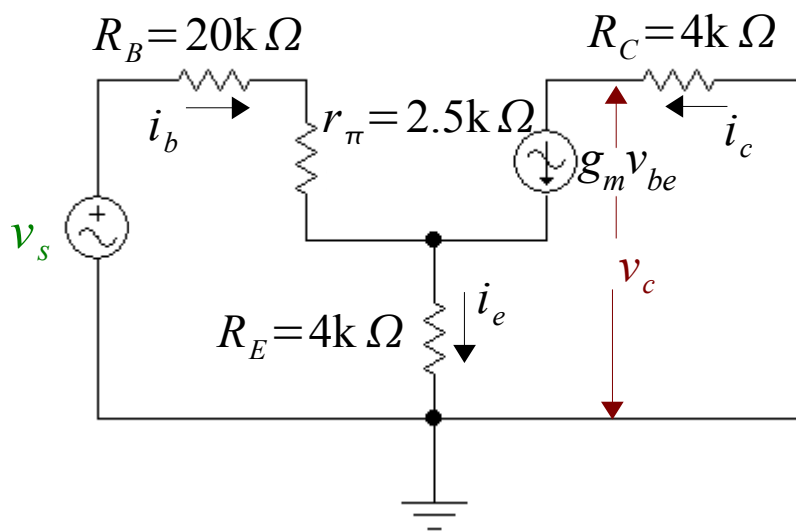 R_B=20k Ω
R_C=4k Ω
i_b
r_π=2.5k Ω
i_c
g_m v_be
+
v_s
v_c
i_e
R_E=4k Ω